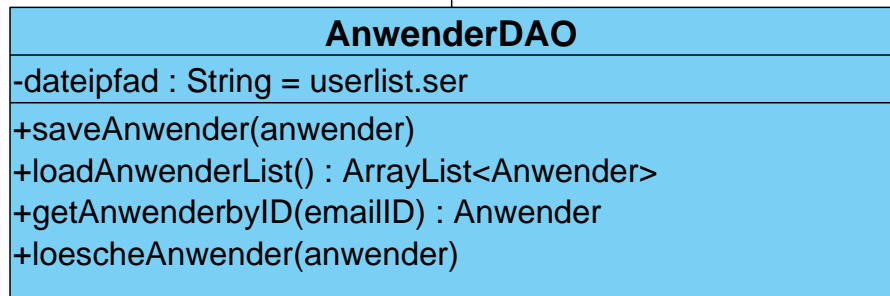 AnwenderDAO
-dateipfad : String = userlist.ser
+saveAnwender(anwender)
+loadAnwenderList() : ArrayList<Anwender>
+getAnwenderbyID(emailID) : Anwender
+loescheAnwender(anwender)